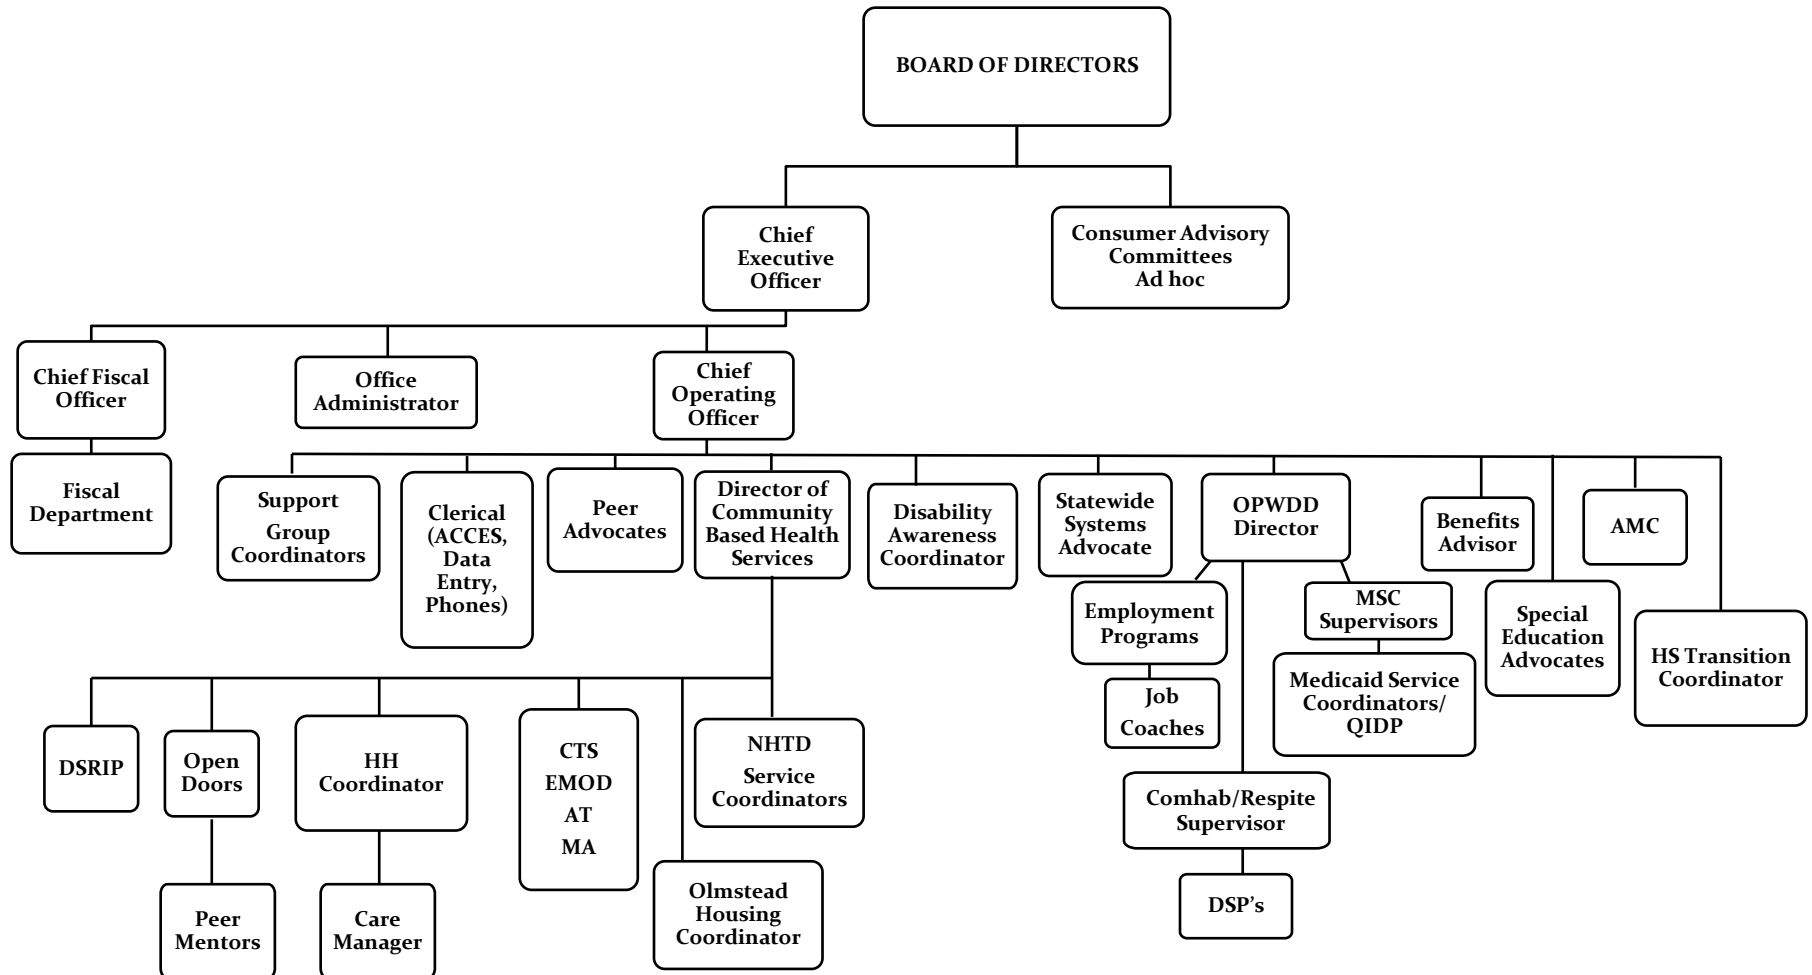 BOARD OF DIRECTORS
Chief
Executive
Officer
Consumer Advisory
Committees
Ad hoc
Chief Fiscal
Officer
Office
Administrator
Chief
Operating
Officer
Fiscal
Department
Support
Group
Coordinators
Clerical
(ACCES,
Data
Entry,
Phones)
Peer
Advocates
Director of
Community
Based Health
Services
Disability
Awareness
Coordinator
Statewide
Systems
Advocate
OPWDD
Director
Benefits
Advisor
AMC
Employment
Programs
MSC
Supervisors
Special
Education
Advocates
HS Transition
Coordinator
Job
Coaches
Medicaid Service
Coordinators/
QIDP
DSRIP
Open
Doors
HH
Coordinator
CTS
EMOD
AT
MA
NHTD
Service
Coordinators
Comhab/Respite
Supervisor
Peer
Mentors
Care
Manager
Olmstead
Housing
Coordinator
DSP’s